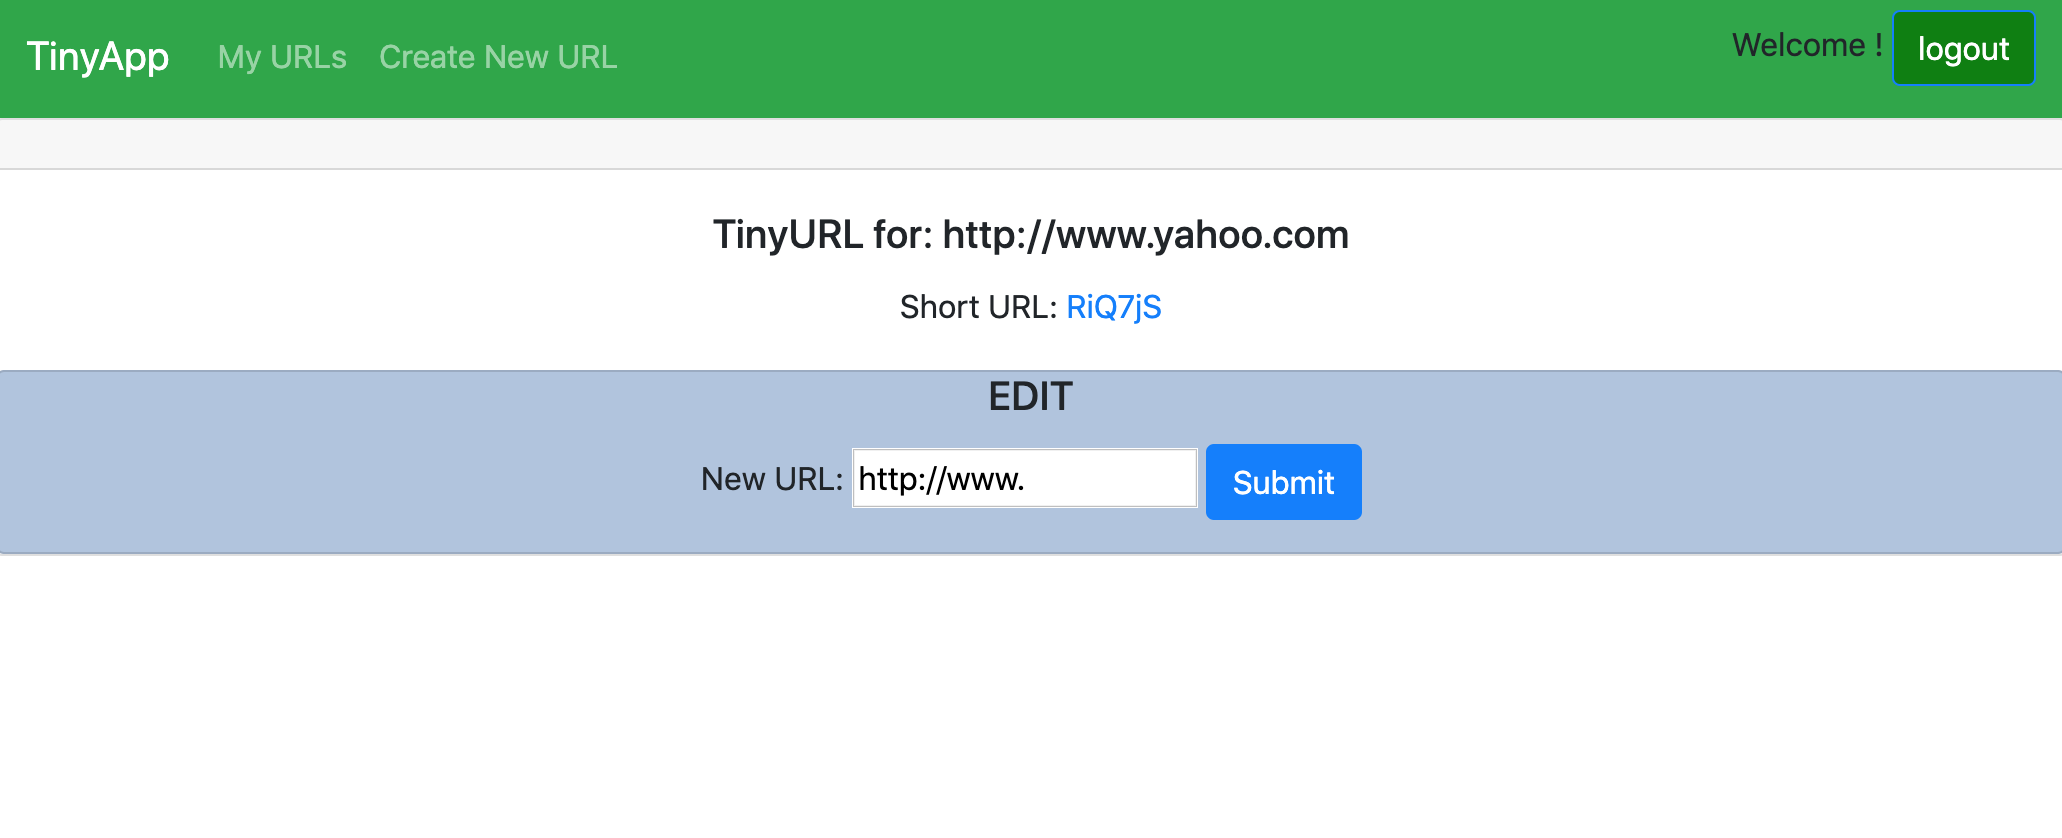 TinyApp My URLs Create New URL Welcome ! logout
TinyURL for: http://www.yahoo.com
Short URL: RiQ7jS
EDIT
New URL: http://www. Submit